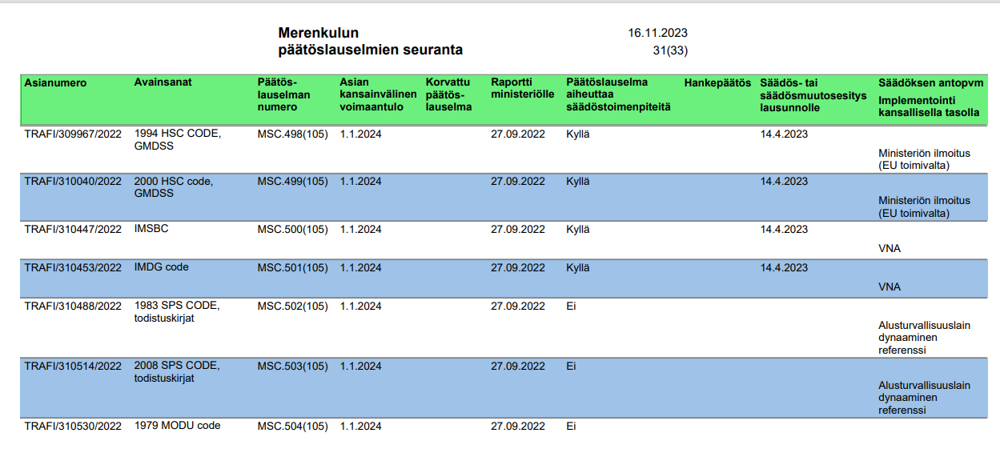 Merenkulun
päätöslauselmien seuranta
16.11.2023
31(33)
Asianumero Avainsanat Päätös-lauselman numero Asian kansainvälinen voimaantulo Korvattu päätös-lauselma Raportti ministeriölle Päätöslauselma aiheuttaa säädöstoimenpiteitä Hankepäätös Säädös- tai säädösmuutosesitys lausunnolle Säädöksen antopvm Implementointi kansallisella tasolla
TRAFI/309967/2022 1994 HSC CODE, MSC.498(105) 1.1.2024 27.09.2022 Kyllä 14.4.2023
GMDSS
Ministeriön ilmoitus
(EU toimivalta)
TRAFI/310040/2022 2000 HSC code, MSC.499(105) 1.1.2024 27.09.2022 Kyllä 14.4.2023
GMDSS
Ministeriön ilmoitus
(EU toimivalta)
TRAFI/310447/2022 IMSBC MSC.500(105) 1.1.2024 27.09.2022 Kyllä 14.4.2023
VNA
TRAFI/310453/2022 IMDG code MSC.501(105) 1.1.2024 27.09.2022 Kyllä 14.4.2023
VNA
TRAFI/310488/2022 1983 SPS CODE, MSC.502(105) 1.1.2024 27.09.2022 Ei
todistuskirjat
Alusturvallisuuslain
dynaaminen
referenssi
TRAFI/310514/2022 2008 SPS CODE, MSC.503(105) 1.1.2024 27.09.2022 Ei
todistuskirjat
Alusturvallisuuslain
dynaaminen
referenssi
TRAFI/310530/2022 1979 MODU code MSC.504(105) 1.1.2024 27.09.2022 Ei